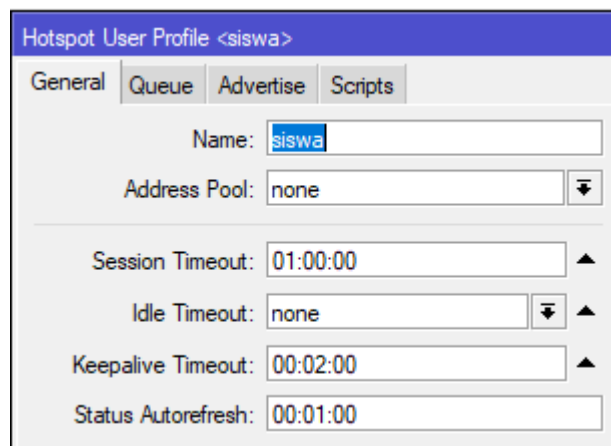 Hotspot User Profile <siswa>
General Queue Advertise Scripts
Name: siswa
Address Pool: none
Session Timeout: 01:00:00
Idle Timeout: none
Keepalive Timeout: 00:02:00
Status Autorefresh: 00:01:00